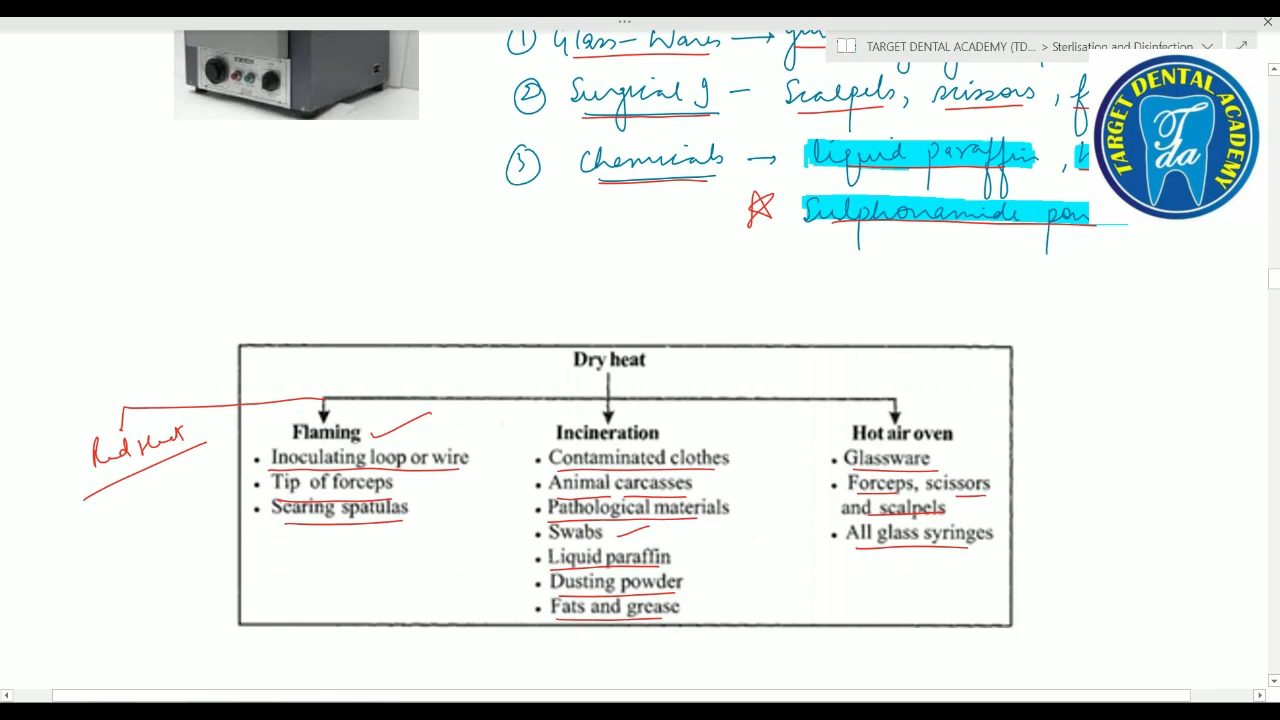 TARGET DENTAL ACADEMY (TD... > Sterlisation and Disinfection
① Glass-Wares →
② Surgical I - Scalpels, scissors, f
③ Chemicals → liquid paraffin,
☆ Sulphonamide pow
TARGET DENTAL ACADEMY
Tda
Dry heat
Red Heat
Flaming
• Inoculating loop or wire
• Tip of forceps
• Searing spatulas
Incineration
• Contaminated clothes
• Animal carcasses
• Pathological materials
• Swabs
• Liquid paraffin
• Dusting powder
• Fats and grease
Hot air oven
• Glassware
• Forceps, scissors
and scalpels
• All glass syringes